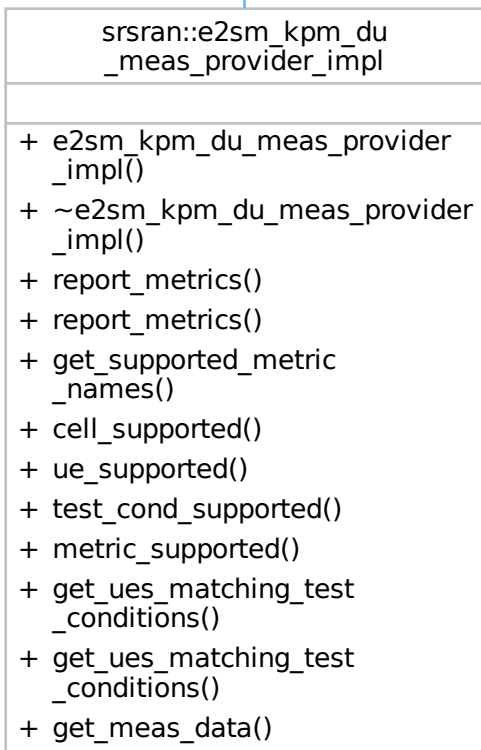 srsran::e2sm_kpm_du
_meas_provider_impl
+ e2sm_kpm_du_meas_provider
_impl()
+ ~e2sm_kpm_du_meas_provider
_impl()
+ report_metrics()
+ report_metrics()
+ get_supported_metric
_names()
+ cell_supported()
+ ue_supported()
+ test_cond_supported()
+ metric_supported()
+ get_ues_matching_test
_conditions()
+ get_ues_matching_test
_conditions()
+ get_meas_data()